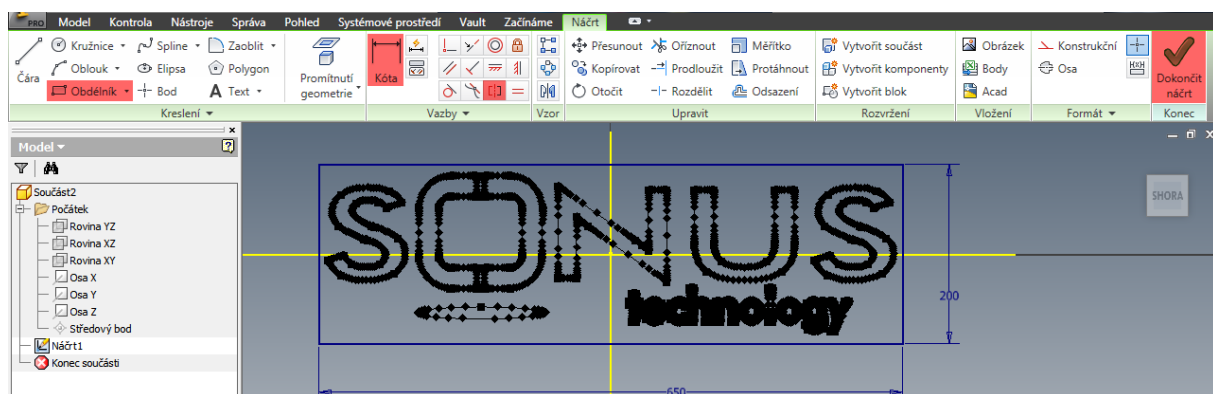 PRO Model Kontrola Nástroje Správa Pohled Systémové prostředí Vault Začínáme Náčrt
Kružnice Spline Zaoblit Přesunout Oříznout Měřítko Vytvořit součást Obrázek Konstrukční
Čára Oblouk Elipsa Polygon Promítnutí geometrie Kóta Kopírovat Prodloužit Protáhnout Vytvořit komponenty Body Osa Dokončit náčrt
Obdélník Bod A Text Otočit Rozdělit Odsazení Vytvořit blok Acad
Kreslení Vazby Vzor Upravit Rozvržení Vložení Formát Konec
Model
Součást2
Počátek
Rovina YZ
Rovina XZ
Rovina XY
Osa X
Osa Y
Osa Z
Středový bod
Náčrt1
Konec součásti
SONUS
technology
200
650
SHORA